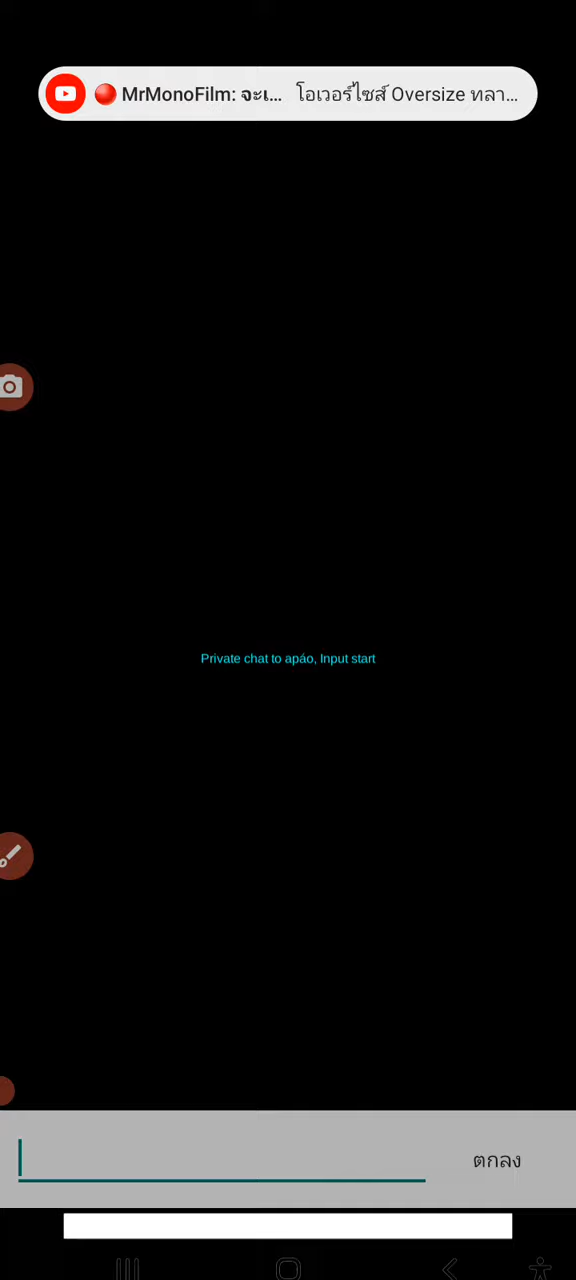 MrMonoFilm: จะเ... โอเวอร์ไซส์ Oversize ทลา...
Private chat to apáo, Input start
ตกลง